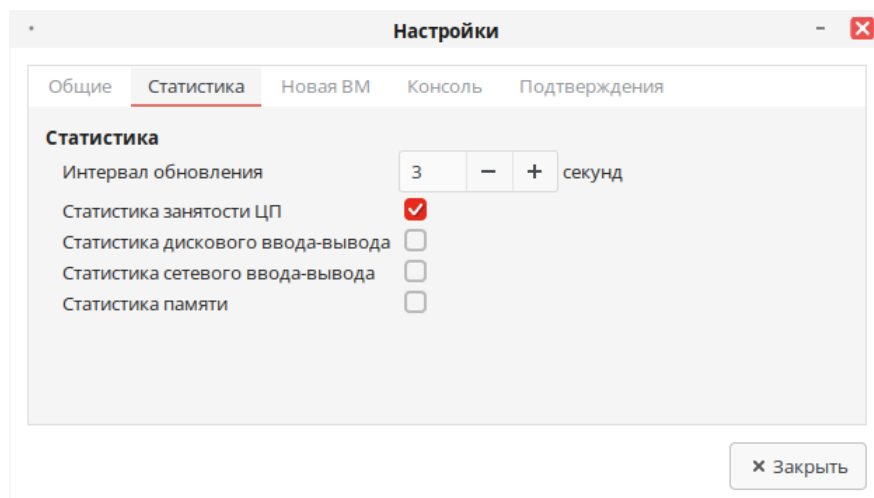 Настройки
Общие Статистика Новая ВМ Консоль Подтверждения
Статистика
Интервал обновления 3 − + секунд
Статистика занятости ЦП
Статистика дискового ввода-вывода
Статистика сетевого ввода-вывода
Статистика памяти
× Закрыть